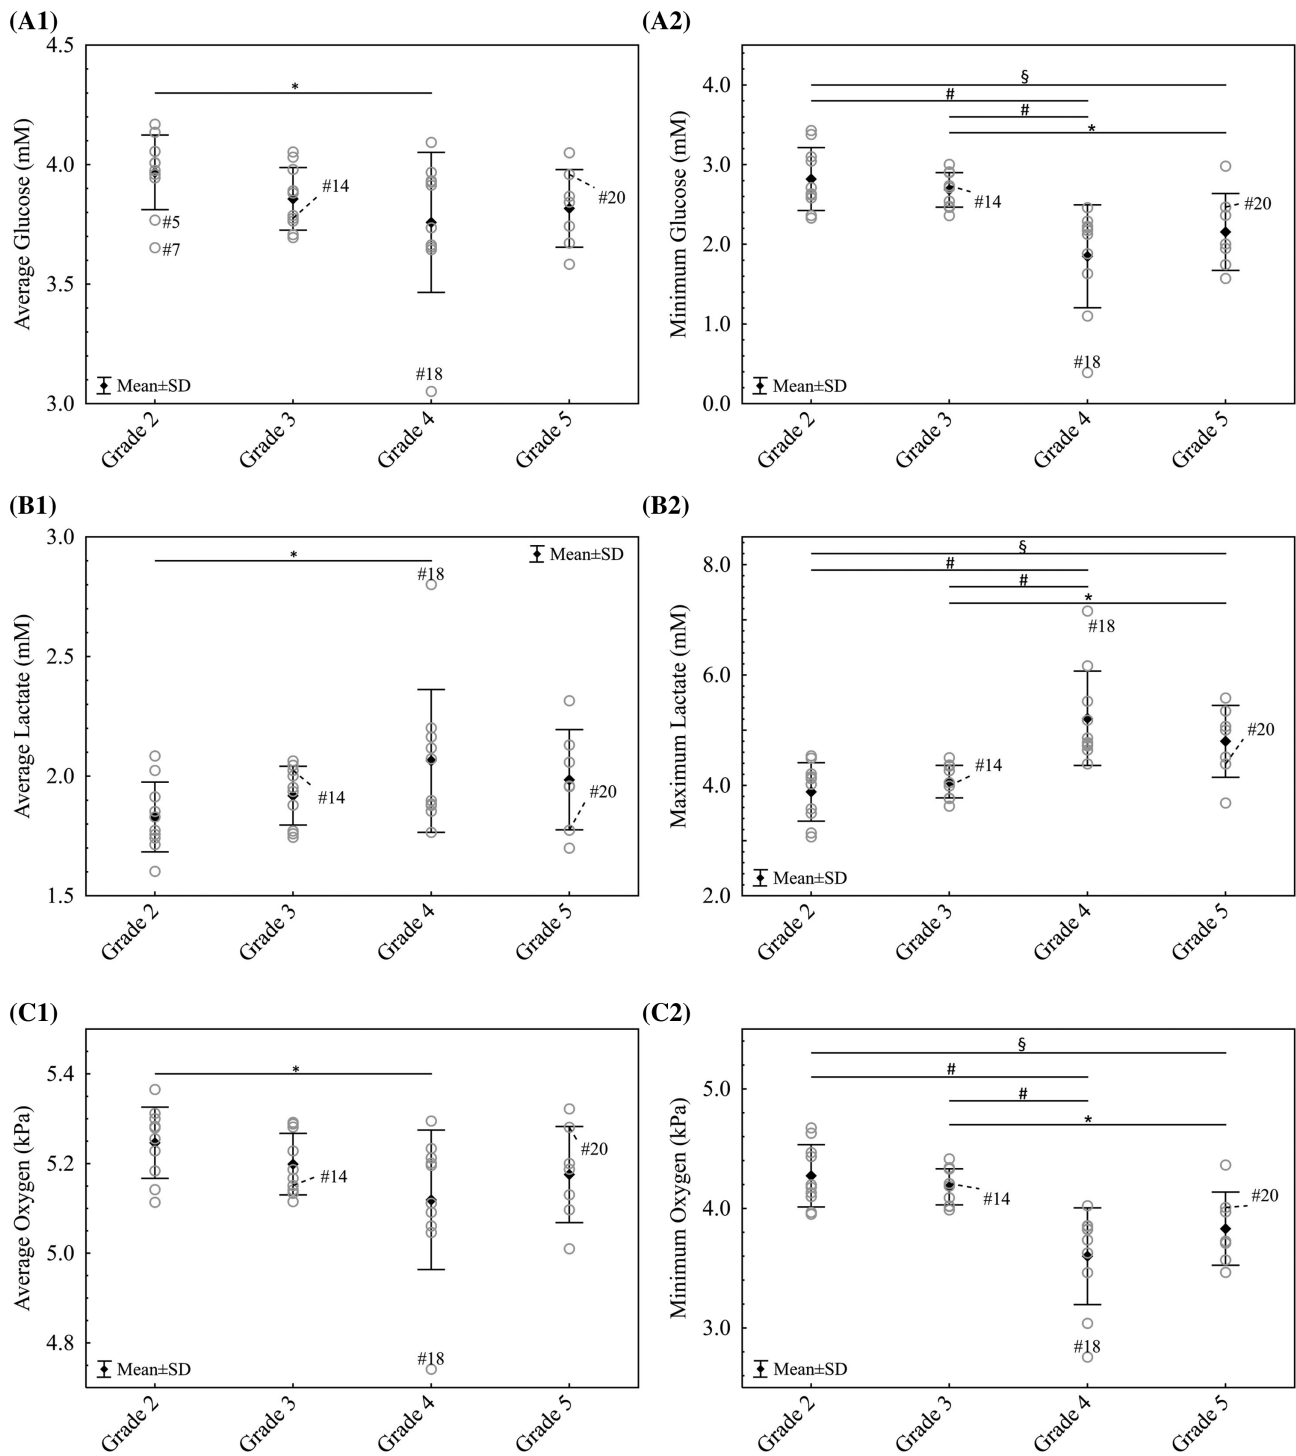 (A1)
4.5
4.0
3.5
3.0
Average Glucose (mM)
*
#5
#7
#14
#18
#20
Mean±SD
Grade 2
Grade 3
Grade 4
Grade 5
(A2)
4.0
3.0
2.0
1.0
0.0
Minimum Glucose (mM)
§
#
#
*
#14
#18
#20
Mean±SD
Grade 2
Grade 3
Grade 4
Grade 5
(B1)
3.0
2.5
2.0
1.5
Average Lactate (mM)
*
Mean±SD
#18
#14
#20
Grade 2
Grade 3
Grade 4
Grade 5
(B2)
8.0
6.0
4.0
2.0
Maximum Lactate (mM)
§
#
#
*
#18
#14
#20
Mean±SD
Grade 2
Grade 3
Grade 4
Grade 5
(C1)
5.4
5.2
5.0
4.8
Average Oxygen (kPa)
*
#14
#20
#18
Mean±SD
Grade 2
Grade 3
Grade 4
Grade 5
(C2)
5.0
4.0
3.0
Minimum Oxygen (kPa)
§
#
#
*
#14
#20
#18
Mean±SD
Grade 2
Grade 3
Grade 4
Grade 5